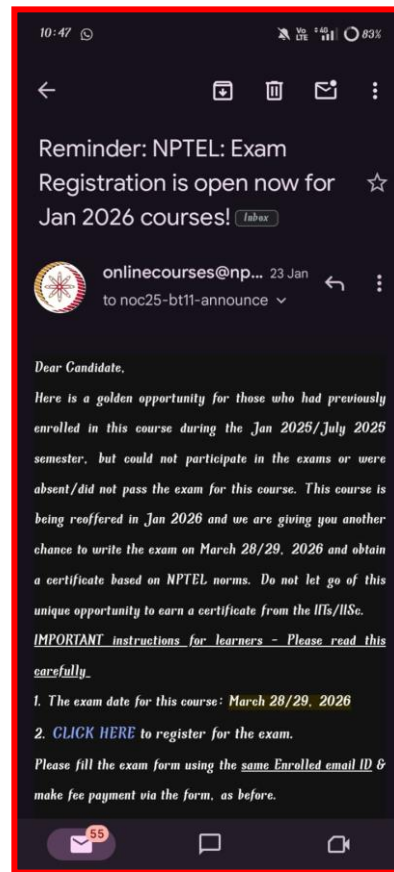 10:47 Vo LTE 4G 83%
Reminder: NPTEL: Exam
Registration is open now for
Jan 2026 courses! Inbox
onlinecourses@np... 23 Jan
to noc25-bt11-announce
Dear Candidate,
Here is a golden opportunity for those who had previously
enrolled in this course during the Jan 2025/July 2025
semester, but could not participate in the exams or were
absent/did not pass the exam for this course. This course is
being reoffered in Jan 2026 and we are giving you another
chance to write the exam on March 28/29, 2026 and obtain
a certificate based on NPTEL norms. Do not let go of this
unique opportunity to earn a certificate from the IITs/IISc.
IMPORTANT instructions for learners - Please read this
carefully
1. The exam date for this course: March 28/29, 2026
2. CLICK HERE to register for the exam.
Please fill the exam form using the same Enrolled email ID &
make fee payment via the form, as before.
55